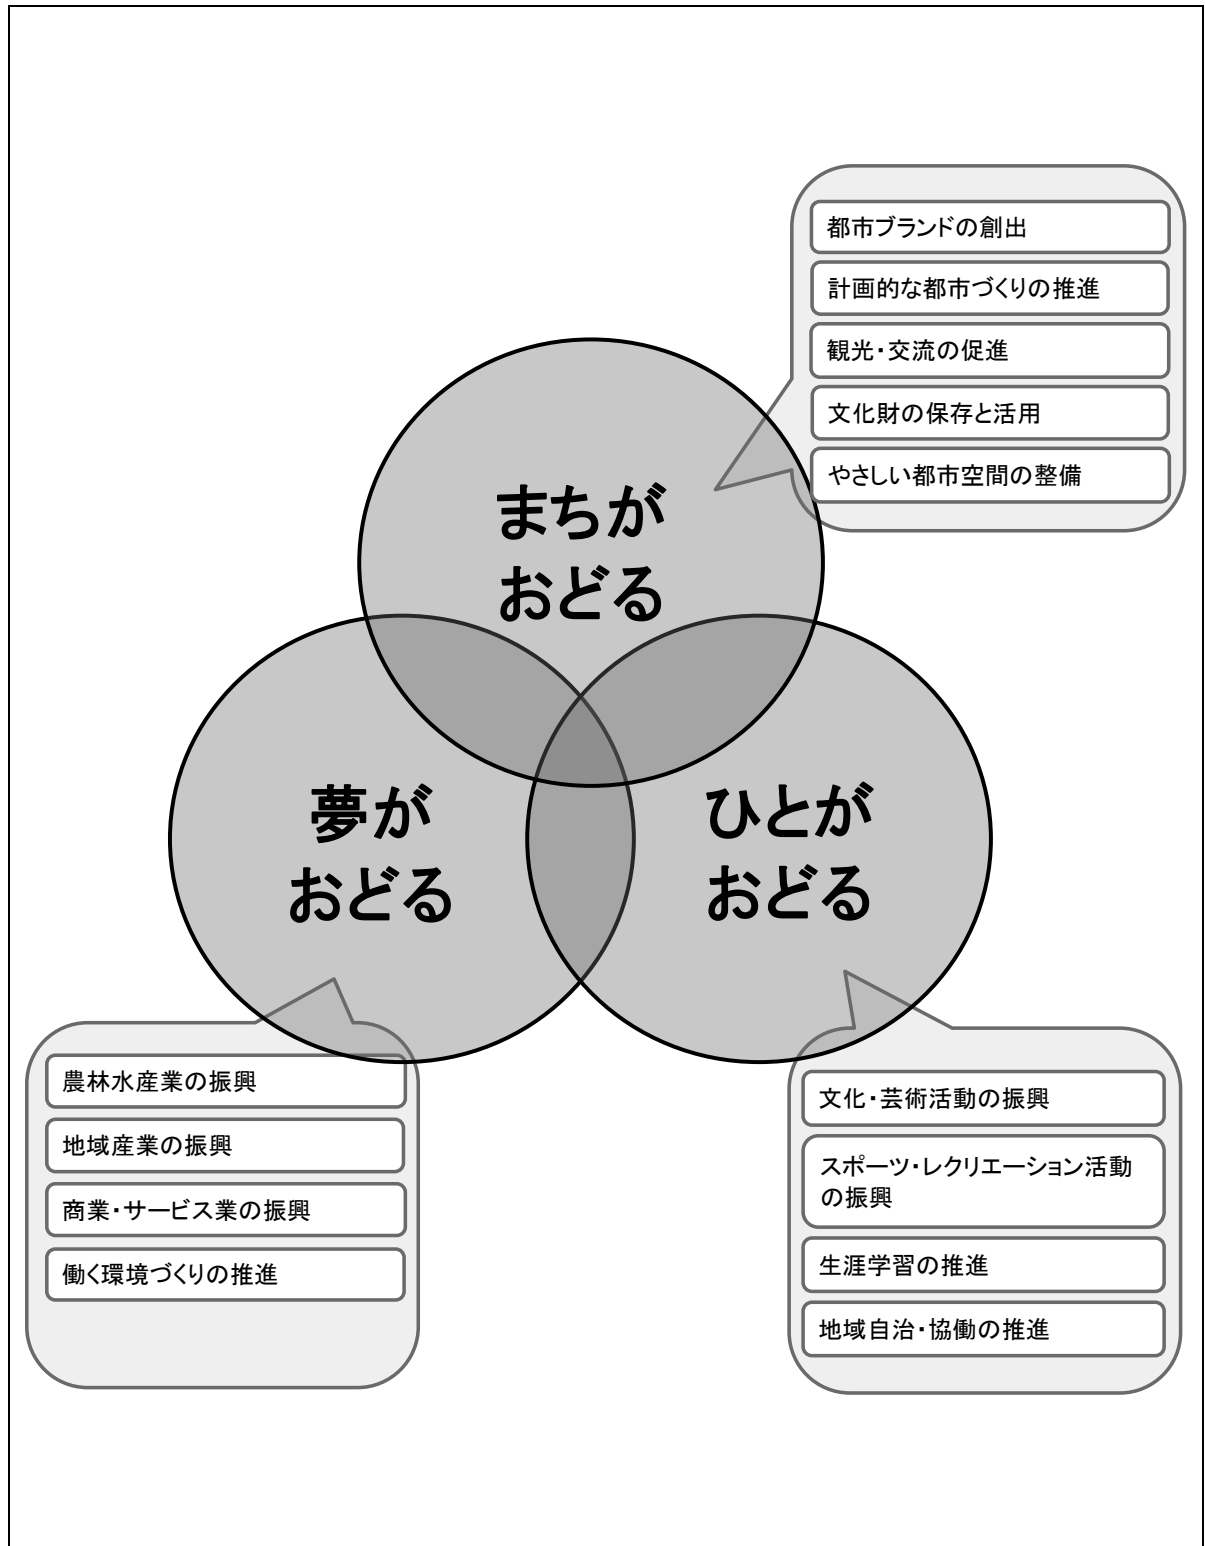 都市ブランドの創出
計画的な都市づくりの推進
観光・交流の促進
文化財の保存と活用
やさしい都市空間の整備
まちが
おどる
夢が
おどる
ひとが
おどる
農林水産業の振興
地域産業の振興
商業・サービス業の振興
働く環境づくりの推進
文化・芸術活動の振興
スポーツ・レクリエーション活動
の振興
生涯学習の推進
地域自治・協働の推進